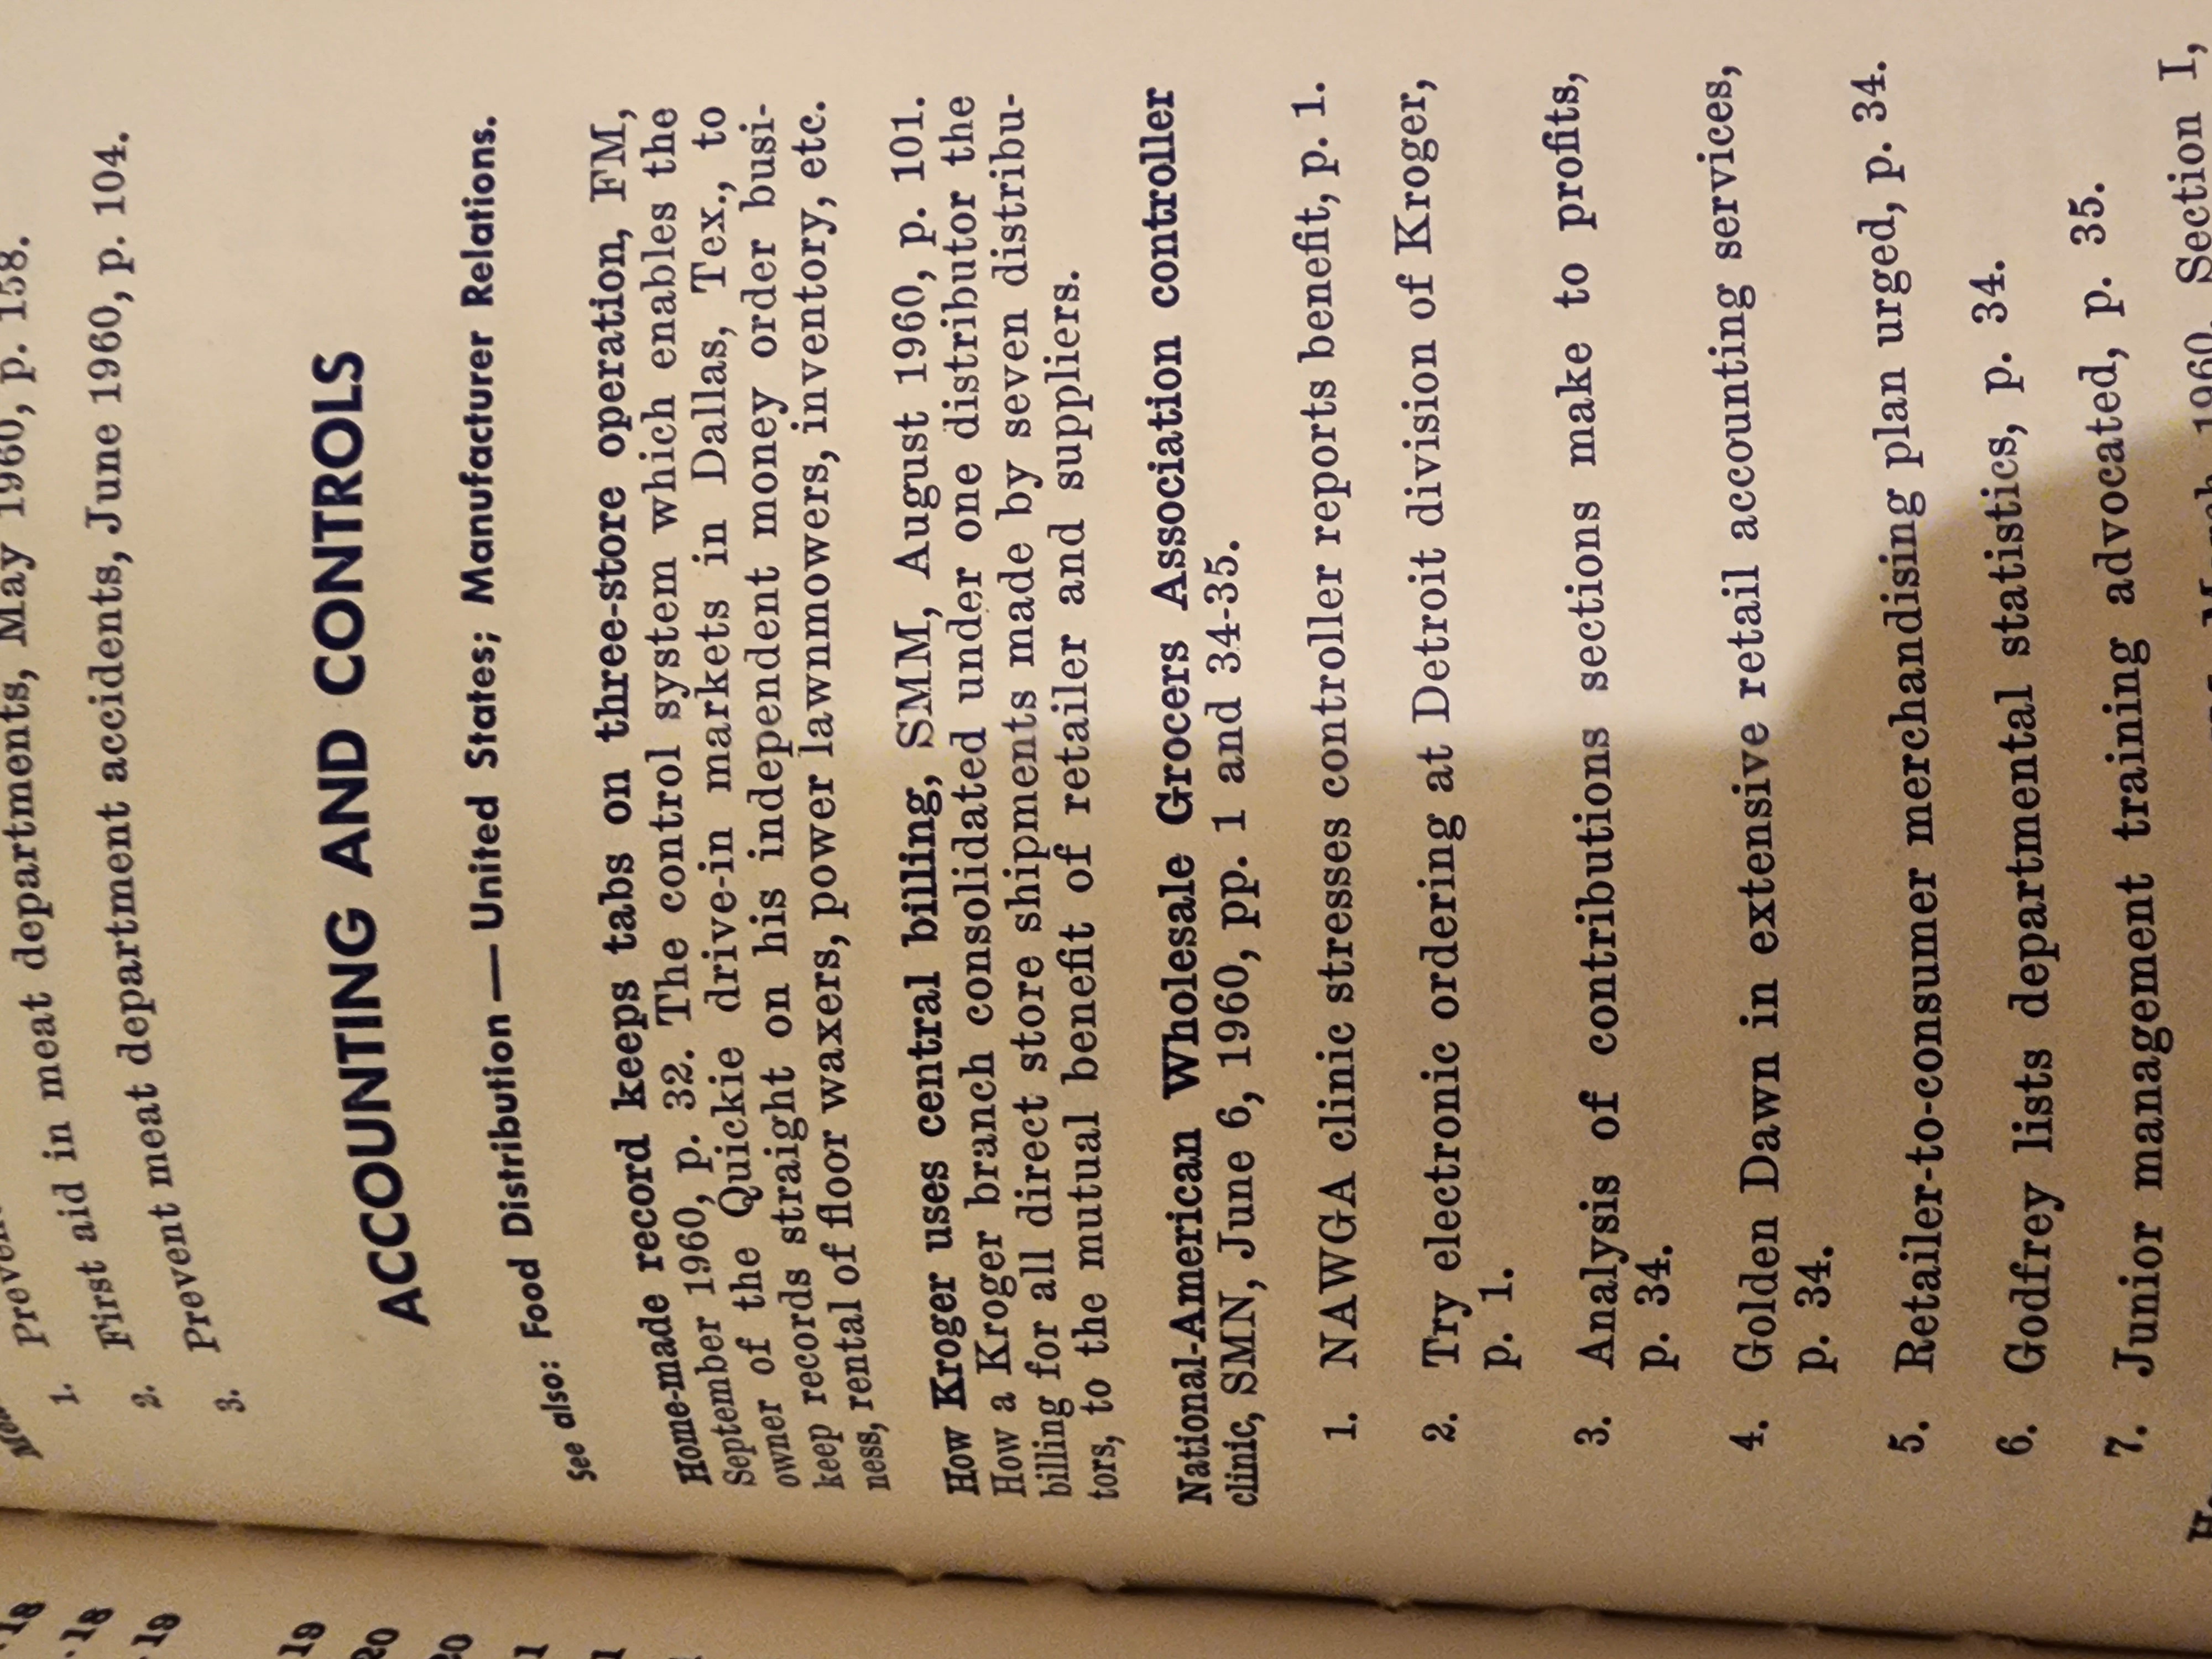 1. First aid in meat departments, May 1960, p. 158.
2. Prevent meat department accidents, June 1960, p. 104.
3. Prevent
ACCOUNTING AND CONTROLS
See also: Food Distribution — United States; Manufacturer Relations.
Home-made record keeps tabs on three-store operation, FM,
September 1960, p. 32. The control system which enables the
owner of the Quickie drive-in markets in Dallas, Tex., to
keep records straight on his independent money order busi-
ness, rental of floor waxers, power lawnmowers, inventory, etc.
How Kroger uses central billing, SMM, August 1960, p. 101.
How a Kroger branch consolidated under one distributor the
billing for all direct store shipments made by seven distribu-
tors, to the mutual benefit of retailer and suppliers.
National-American Wholesale Grocers Association controller
clinic, SMN, June 6, 1960, pp. 1 and 34-35.
1. NAWGA clinic stresses controller reports benefit, p. 1.
2. Try electronic ordering at Detroit division of Kroger,
p. 1.
3. Analysis of contributions sections make to profits,
p. 34.
4. Golden Dawn in extensive retail accounting services,
p. 34.
5. Retailer-to-consumer merchandising plan urged, p. 34.
6. Godfrey lists departmental statistics, p. 34.
7. Junior management training advocated, p. 35.
March 1960, Section I,